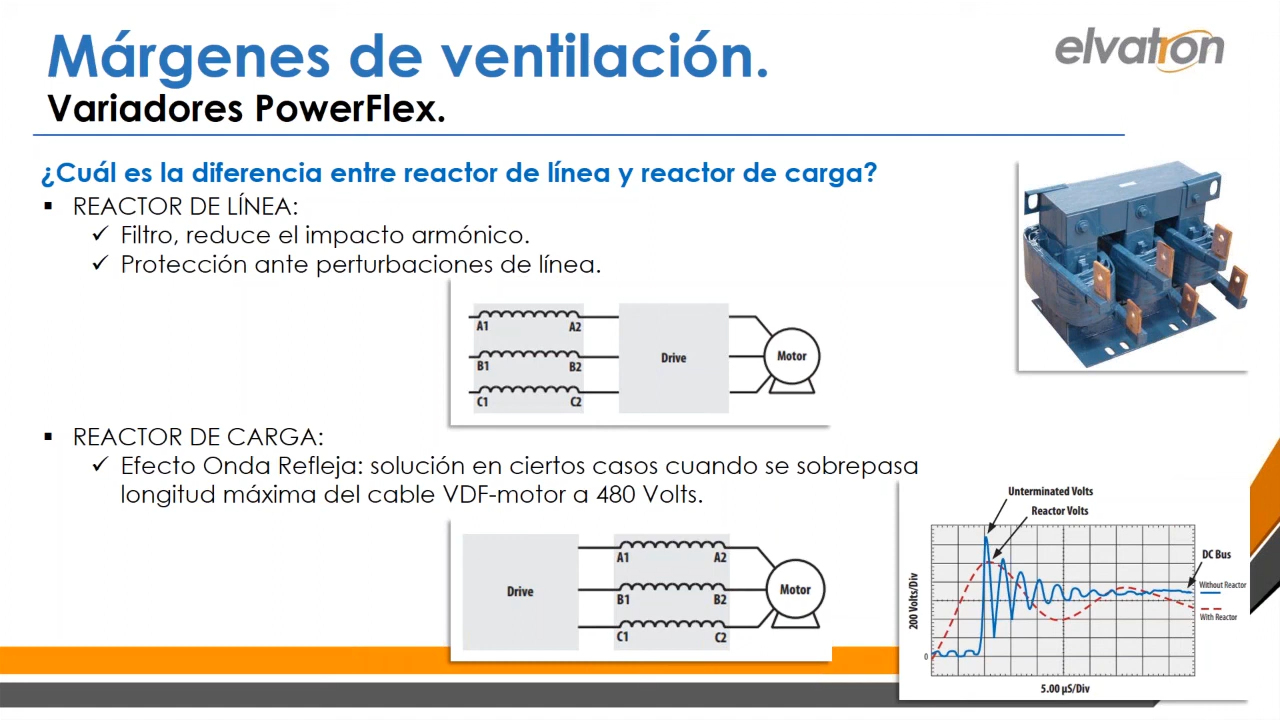 Márgenes de ventilación.
elvatron
Variadores PowerFlex.
¿Cuál es la diferencia entre reactor de línea y reactor de carga?
REACTOR DE LÍNEA:
Filtro, reduce el impacto armónico.
Protección ante perturbaciones de línea.
A1 A2
B1 B2
C1 C2
Drive
Motor
REACTOR DE CARGA:
Efecto Onda Refleja: solución en ciertos casos cuando se sobrepasa
longitud máxima del cable VDF-motor a 480 Volts.
Drive
A1 A2
B1 B2
C1 C2
Motor
Unterminated Volts
Reactor Volts
DC Bus
Without Reactor
With Reactor
200 Volts/Div
0
5.00 µS/Div